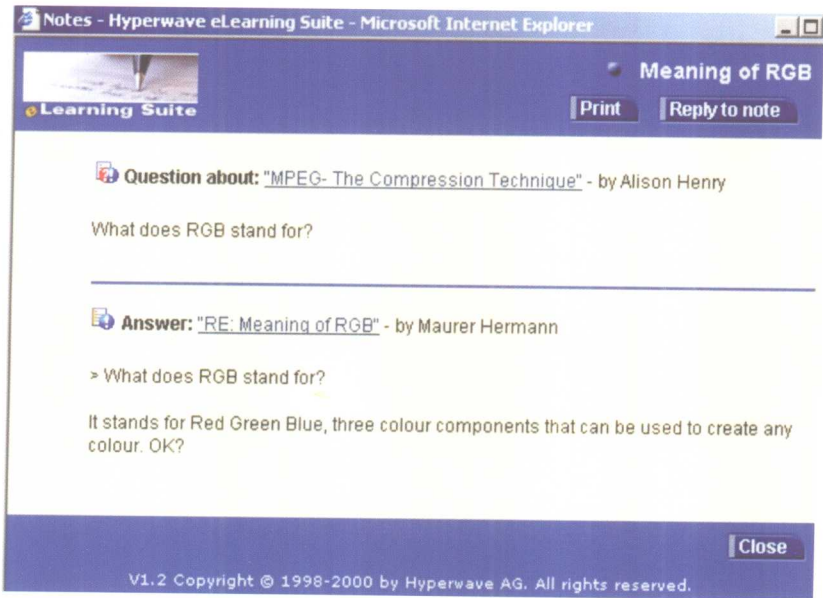 Notes - Hyperwave eLearning Suite - Microsoft Internet Explorer
eLearning Suite
Meaning of RGB
Print
Reply to note
Question about: "MPEG- The Compression Technique" - by Alison Henry
What does RGB stand for?
Answer: "RE: Meaning of RGB" - by Maurer Hermann
> What does RGB stand for?
It stands for Red Green Blue, three colour components that can be used to create any
colour. OK?
Close
V1.2 Copyright © 1998-2000 by Hyperwave AG. All rights reserved.